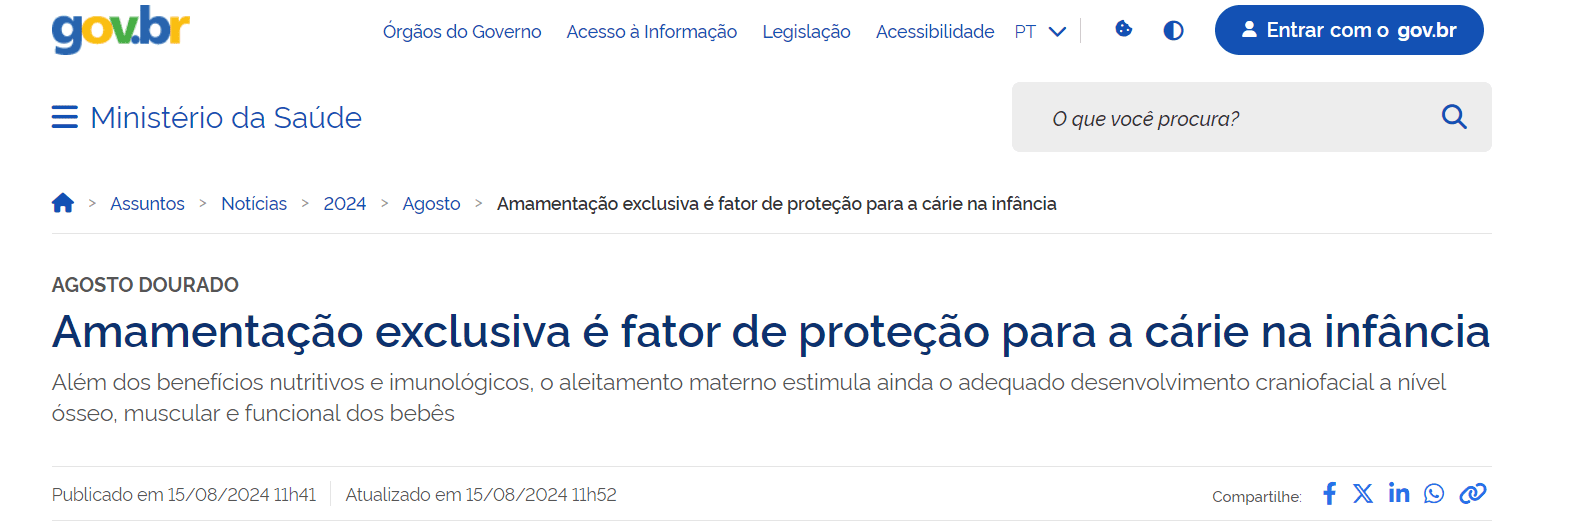 gov.br
Órgãos do Governo Acesso à Informação Legislação Acessibilidade PT Entrar com o gov.br
Ministério da Saúde
O que você procura?
> Assuntos > Notícias > 2024 > Agosto > Amamentação exclusiva é fator de proteção para a cárie na infância
AGOSTO DOURADO
Amamentação exclusiva é fator de proteção para a cárie na infância
Além dos benefícios nutritivos e imunológicos, o aleitamento materno estimula ainda o adequado desenvolvimento craniofacial a nível
ósseo, muscular e funcional dos bebês
Publicado em 15/08/2024 11h41 Atualizado em 15/08/2024 11h52 Compartilhe: